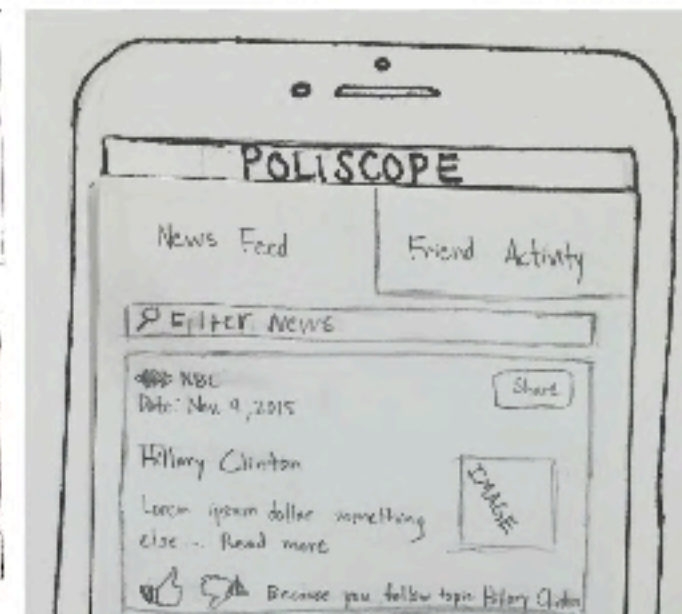 POLISCOPE
News Feed
Friend Activity
Filter News
NBC
Share
Date: Nov. 9, 2015
Hillary Clinton
IMAGE
Lorem ipsum dollar something
else ... Read more
Because you follow topic Hillary Clinton